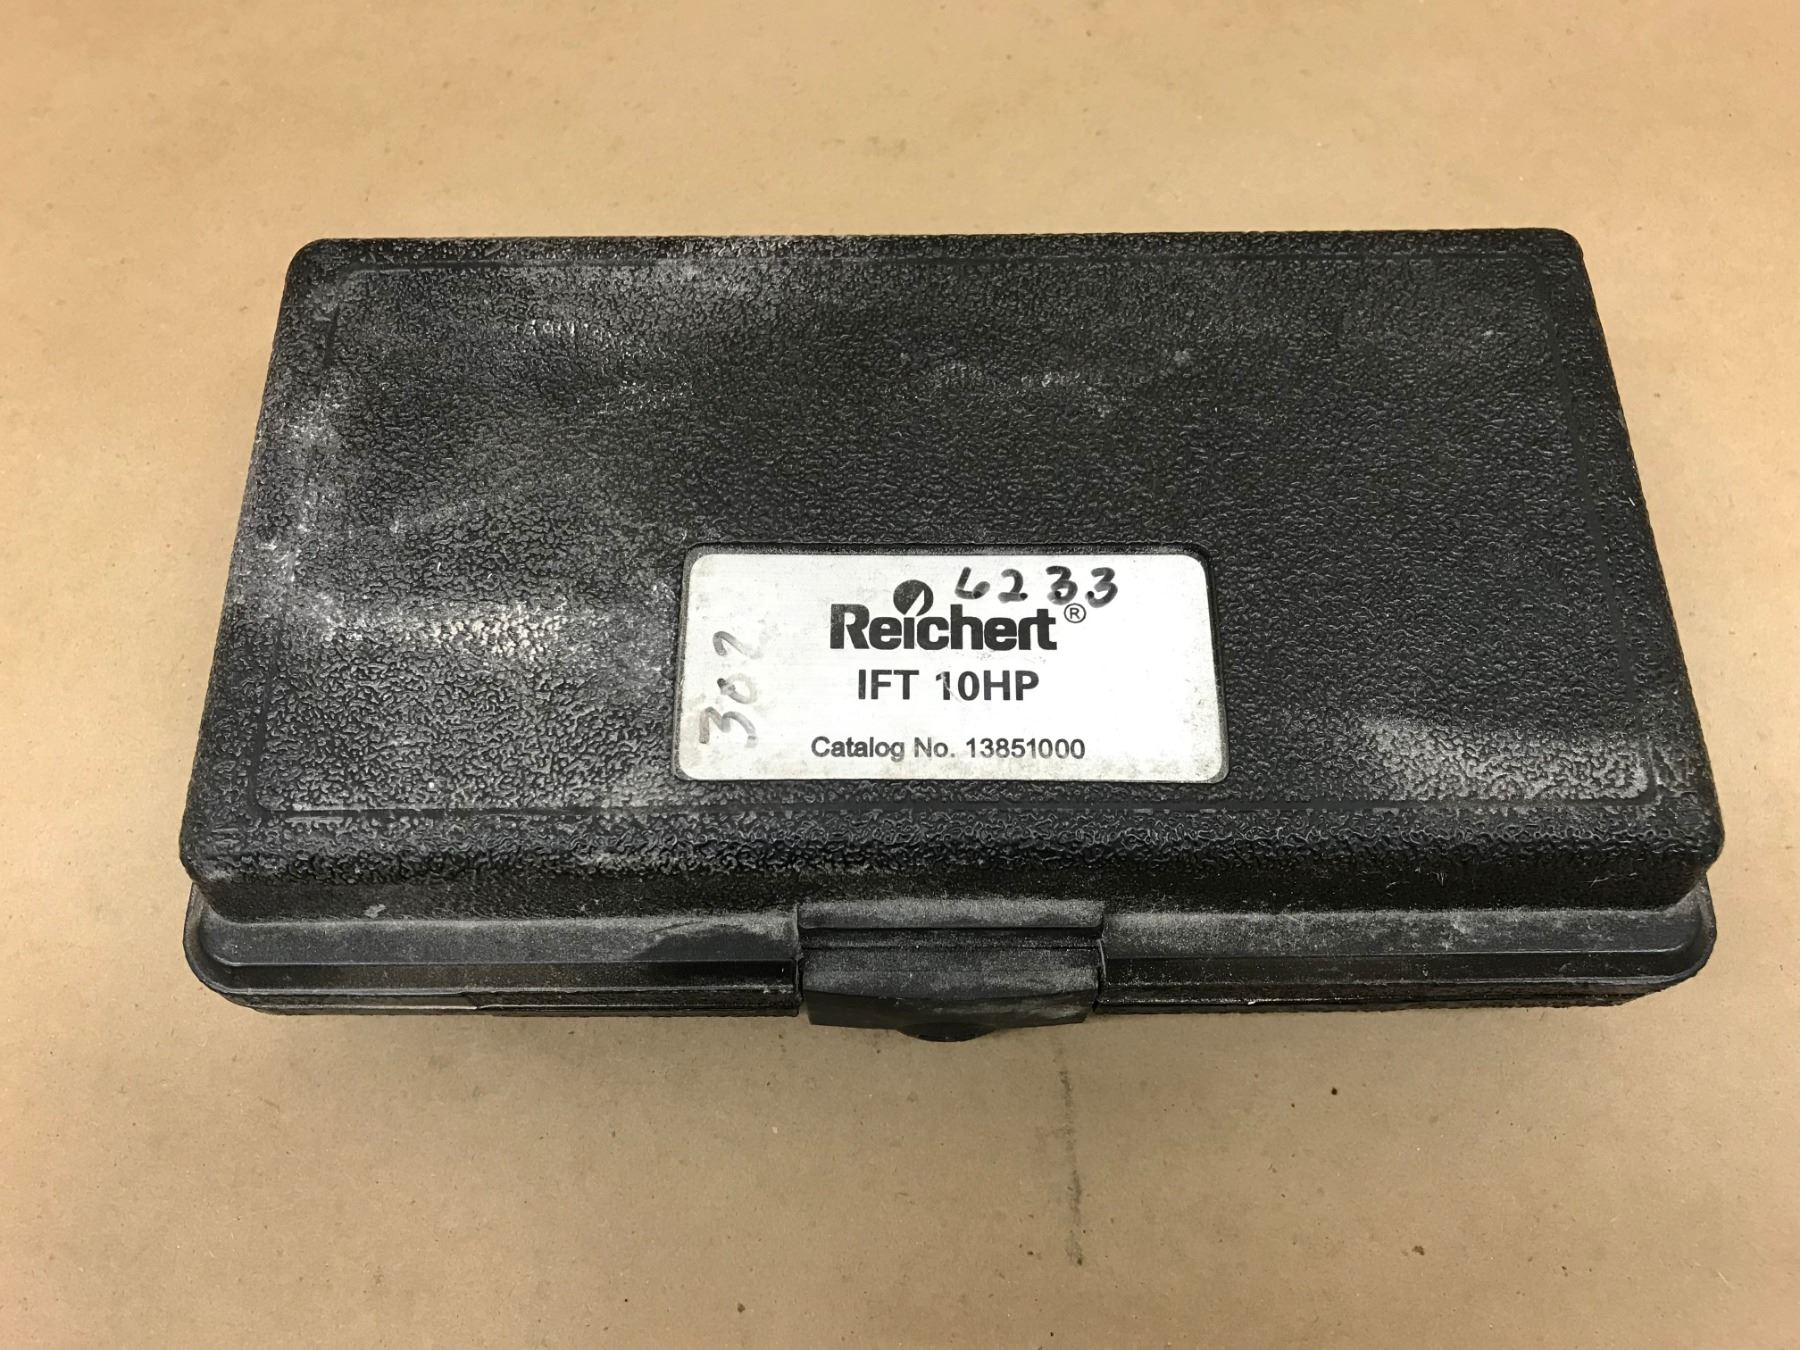 6233
Reichert®
302
IFT 10HP
Catalog No. 13851000